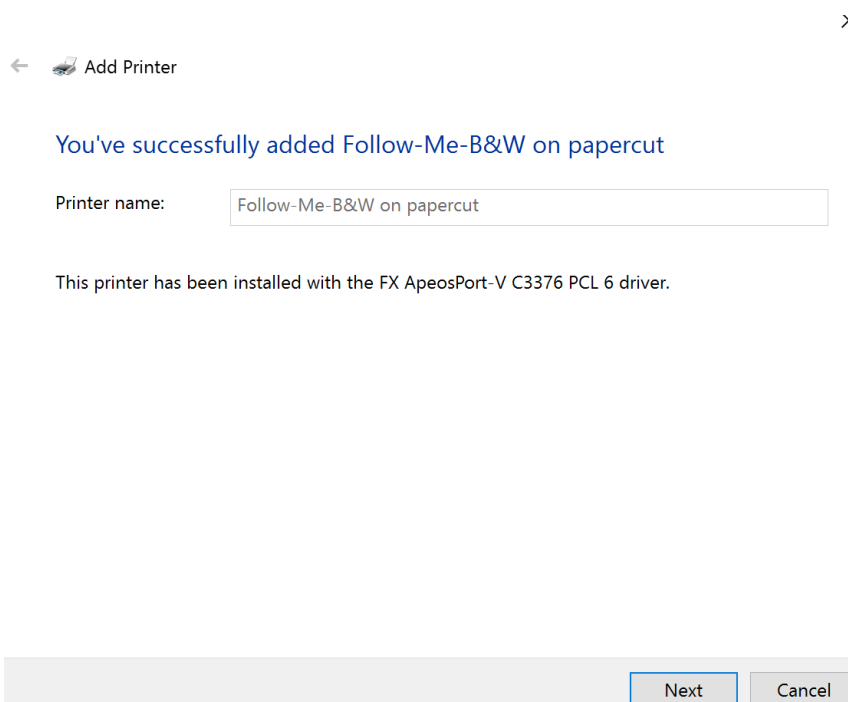 Add Printer
You've successfully added Follow-Me-B&W on papercut
Printer name: Follow-Me-B&W on papercut
This printer has been installed with the FX ApeosPort-V C3376 PCL 6 driver.
Next Cancel